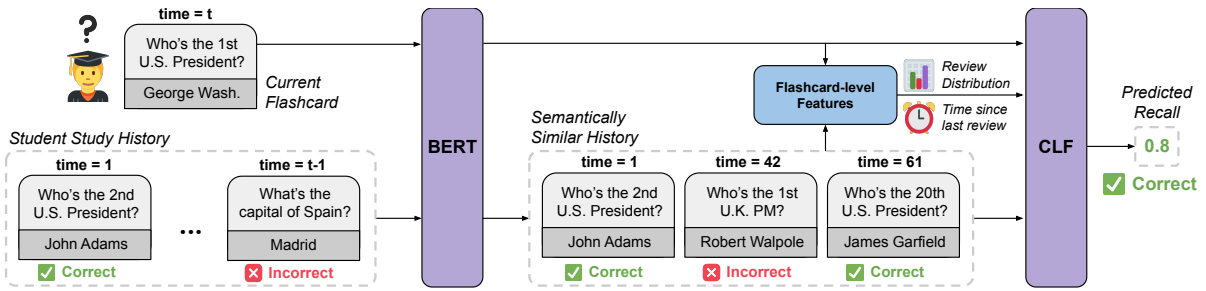 ?
time = t
Who's the 1st
U.S. President?
George Wash.
Current
Flashcard
Student Study History
time = 1
Who's the 2nd
U.S. President?
John Adams
Correct
...
time = t-1
What's the
capital of Spain?
Madrid
Incorrect
BERT
Semantically
Similar History
time = 1
Who's the 2nd
U.S. President?
John Adams
Correct
time = 42
Who's the 1st
U.K. PM?
Robert Walpole
Incorrect
time = 61
Who's the 20th
U.S. President?
James Garfield
Correct
Flashcard-level
Features
Review
Distribution
Time since
last review
CLF
Predicted
Recall
0.8
Correct